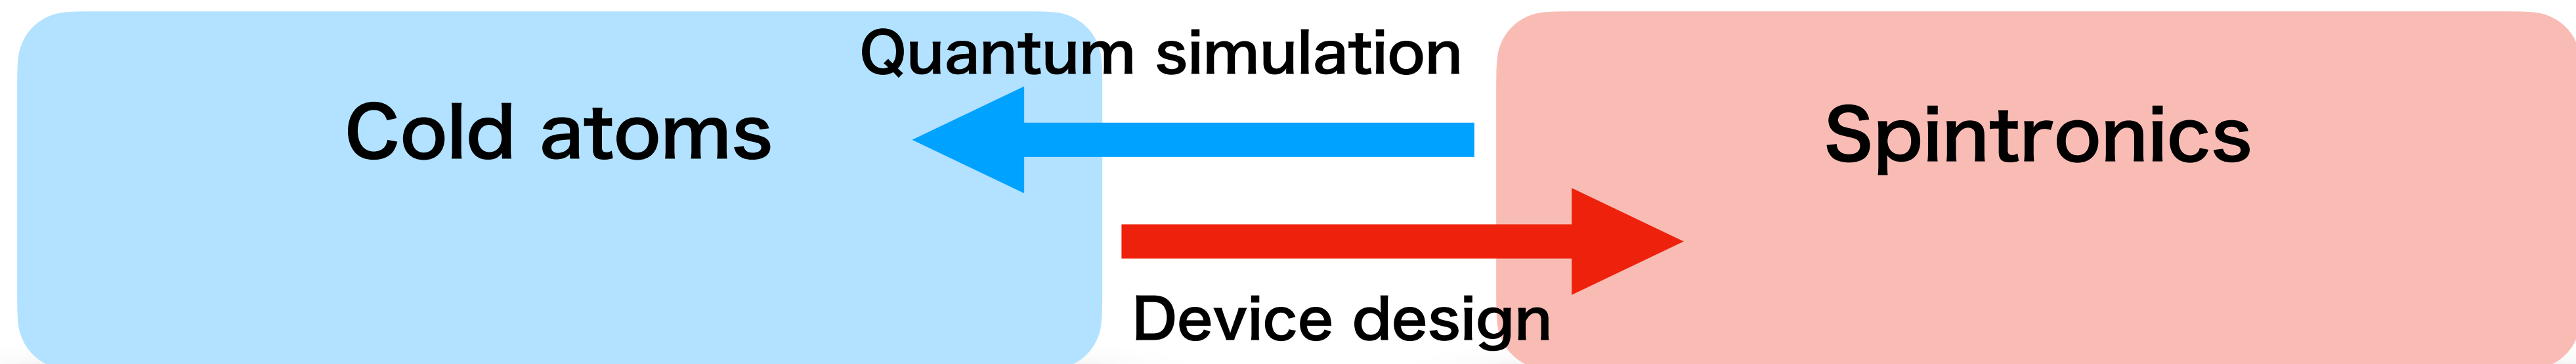 Quantum simulation
Cold atoms
Spintronics
Device design